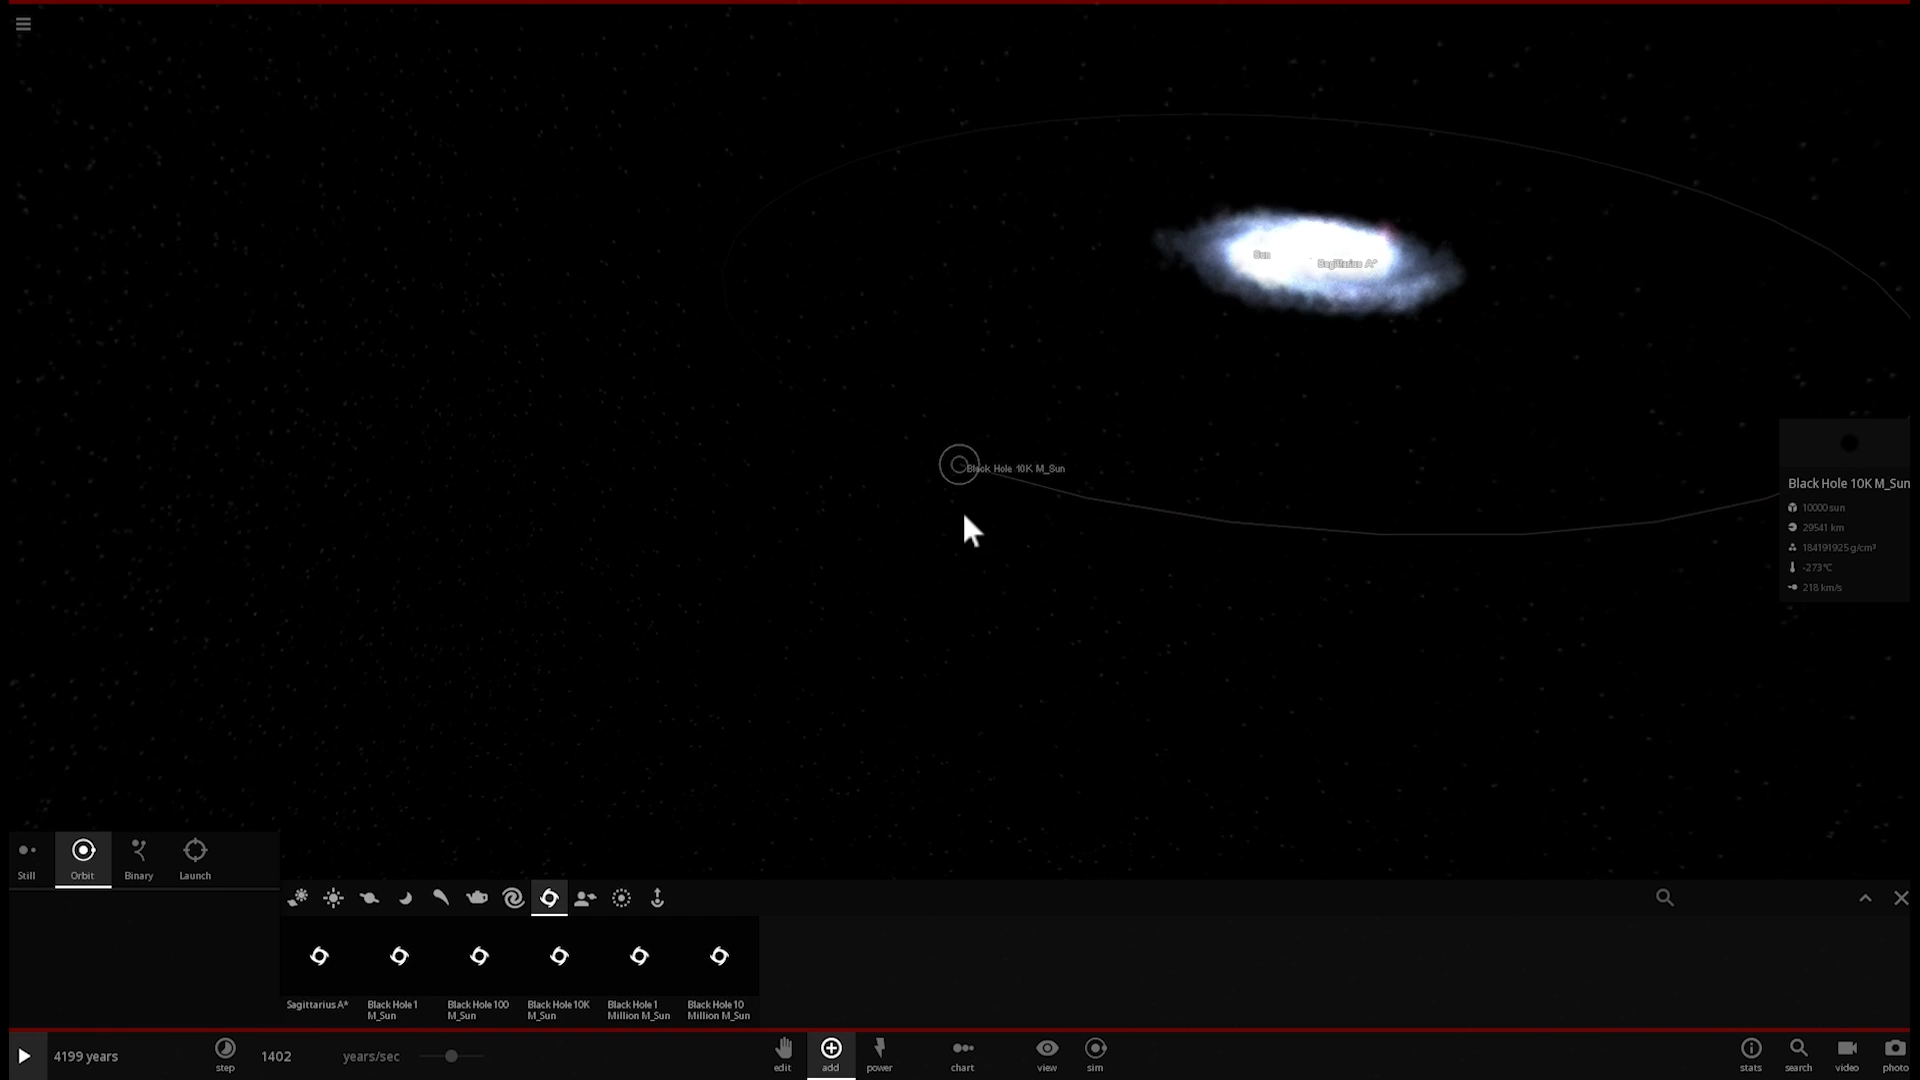 Sun
Sagittarius A*
Black Hole 10K M_Sun
Black Hole 10K M_Sun
10000 sun
29541 km
184191925 g/cm³
-273℃
218 km/s
Still
Orbit
Binary
Launch
Sagittarius A*
Black Hole 1
M_Sun
Black Hole 100
M_Sun
Black Hole 10K
M_Sun
Black Hole 1
Million M_Sun
Black Hole 10
Million M_Sun
4199 years
step
1402
years/sec
edit
add
power
chart
view
sim
stats
search
video
photo